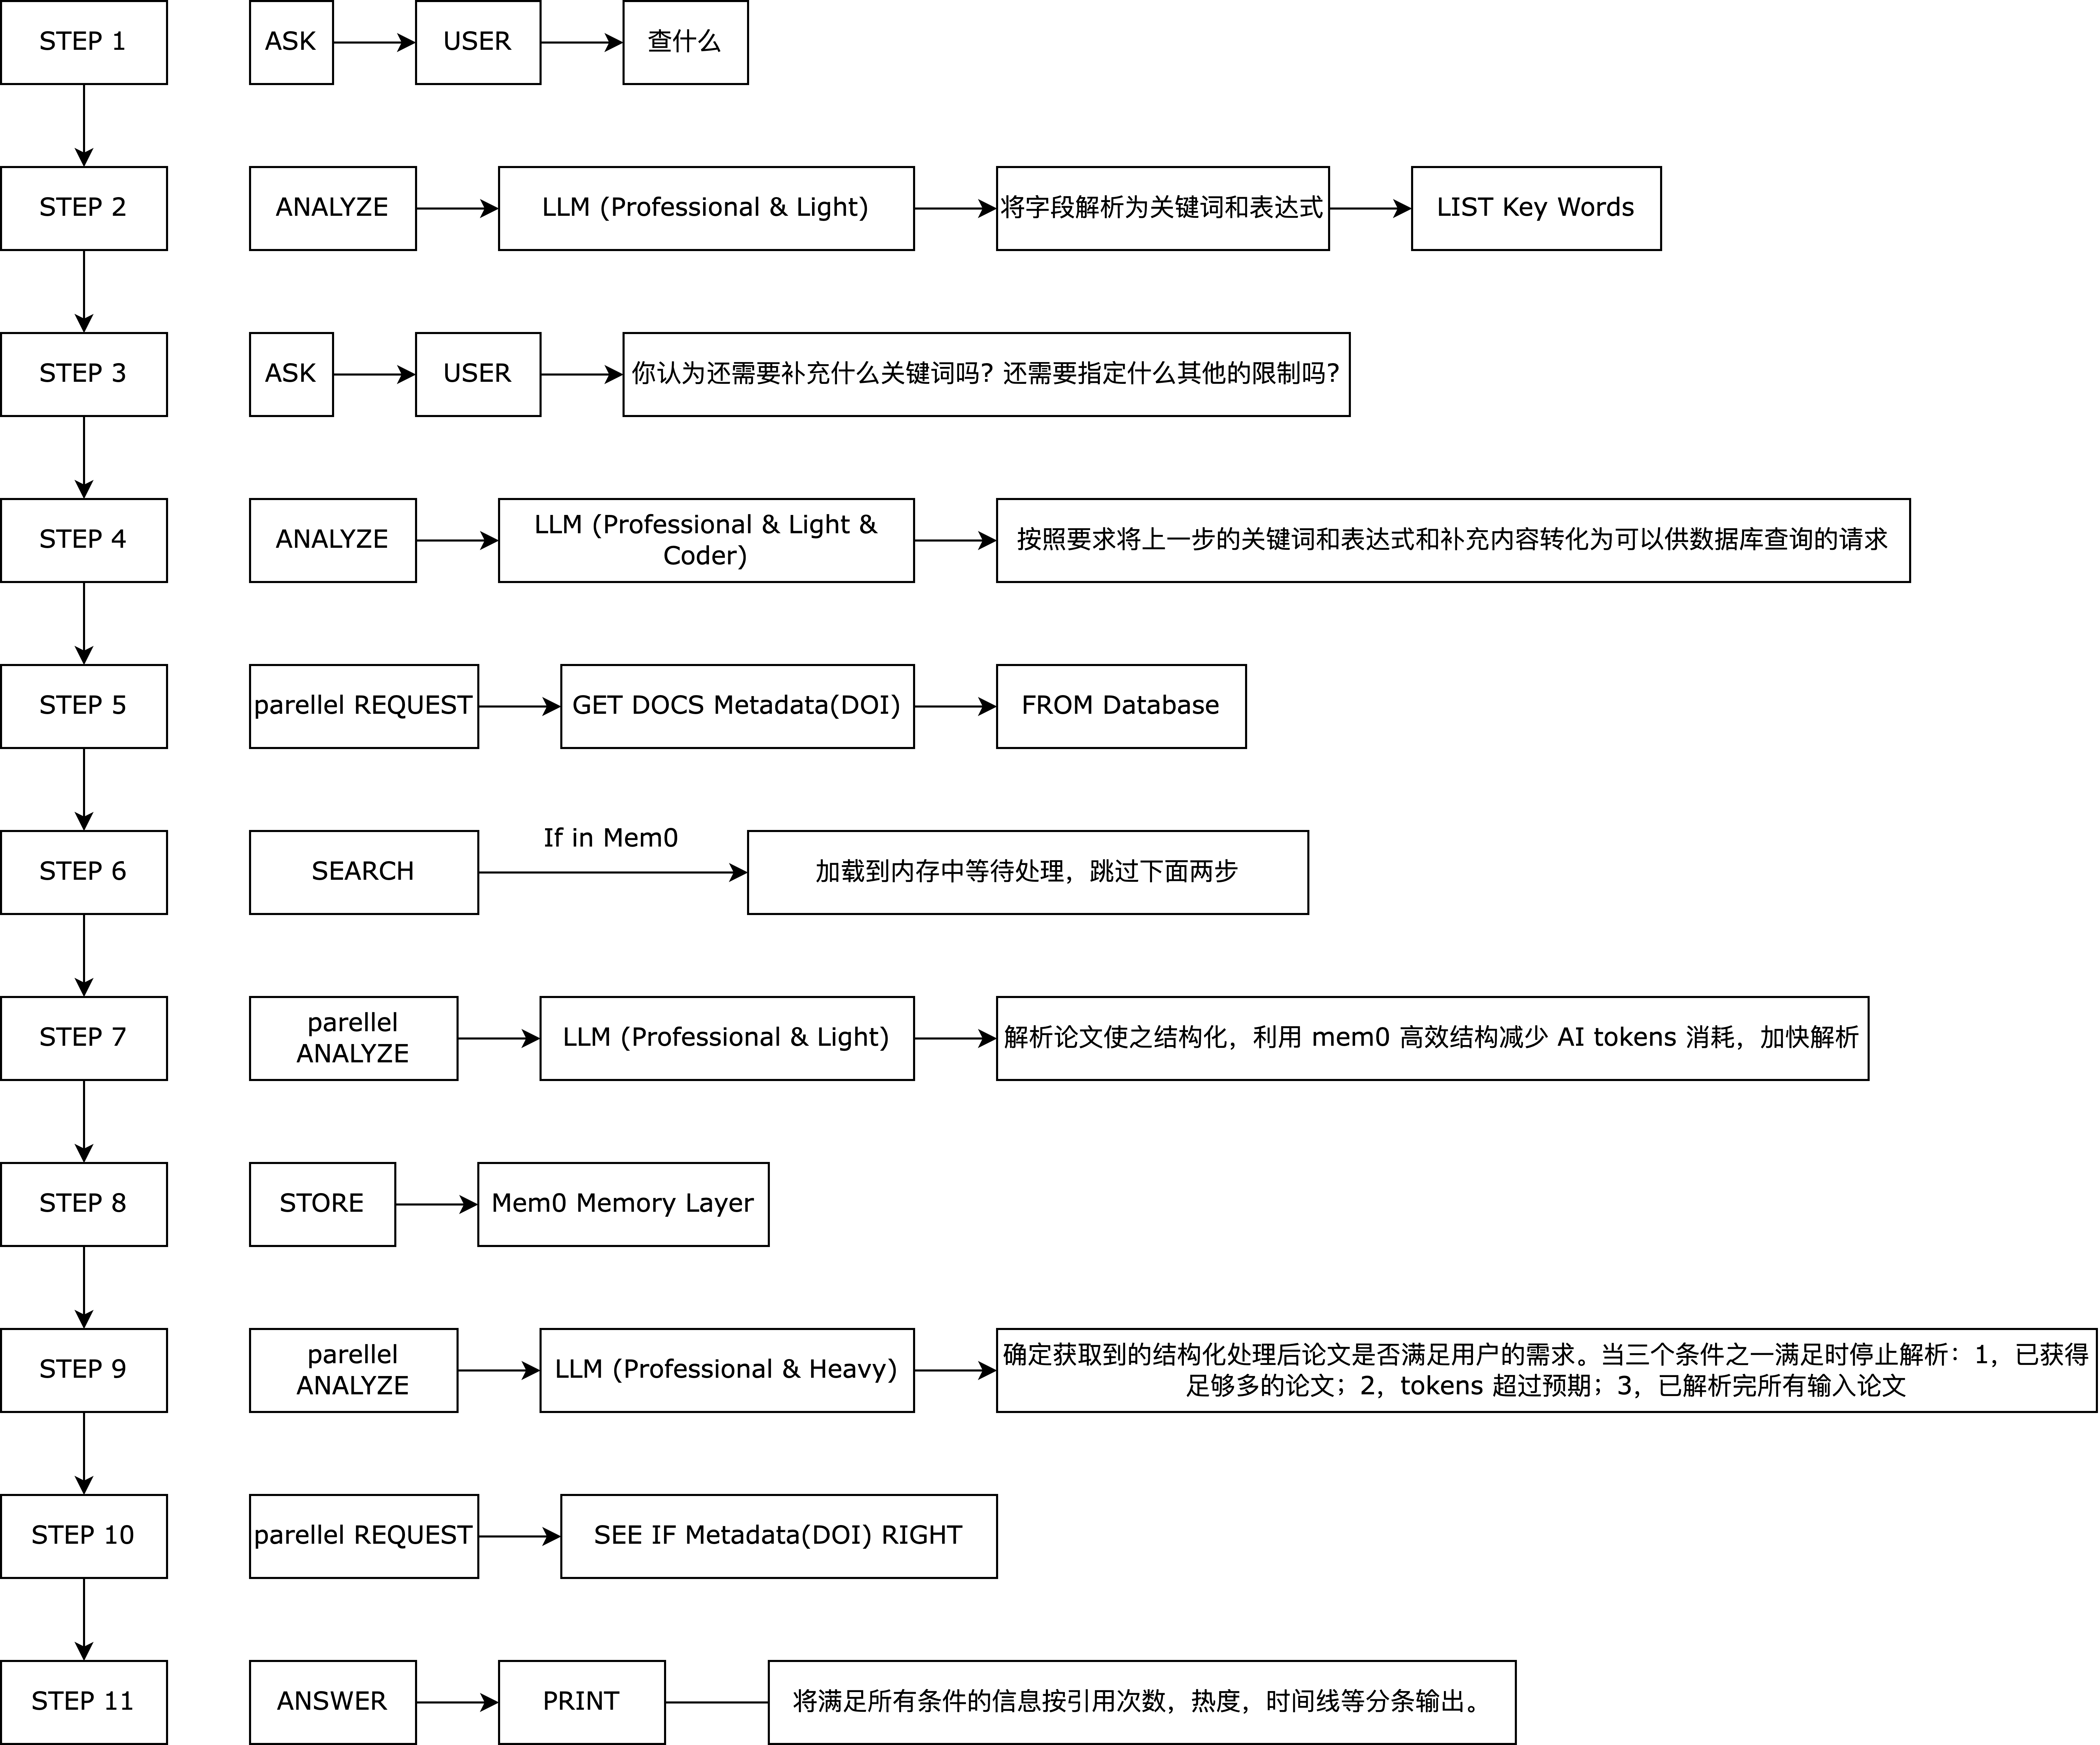 STEP 1
ASK
USER
查什么
STEP 2
ANALYZE
LLM (Professional & Light)
将字段解析为关键词和表达式
LIST Key Words
STEP 3
ASK
USER
你认为还需要补充什么关键词吗？还需要指定什么其他的限制吗？
STEP 4
ANALYZE
LLM (Professional & Light &
Coder)
按照要求将上一步的关键词和表达式和补充内容转化为可以供数据库查询的请求
STEP 5
parellel REQUEST
GET DOCS Metadata(DOI)
FROM Database
STEP 6
SEARCH
If in Mem0
加载到内存中等待处理，跳过下面两步
STEP 7
parellel
ANALYZE
LLM (Professional & Light)
解析论文使之结构化，利用 mem0 高效结构减少 AI tokens 消耗，加快解析
STEP 8
STORE
Mem0 Memory Layer
STEP 9
parellel
ANALYZE
LLM (Professional & Heavy)
确定获取到的结构化处理后论文是否满足用户的需求。当三个条件之一满足时停止解析：1，已获得
足够多的论文；2，tokens 超过预期；3，已解析完所有输入论文
STEP 10
parellel REQUEST
SEE IF Metadata(DOI) RIGHT
STEP 11
ANSWER
PRINT
将满足所有条件的信息按引用次数，热度，时间线等分条输出。